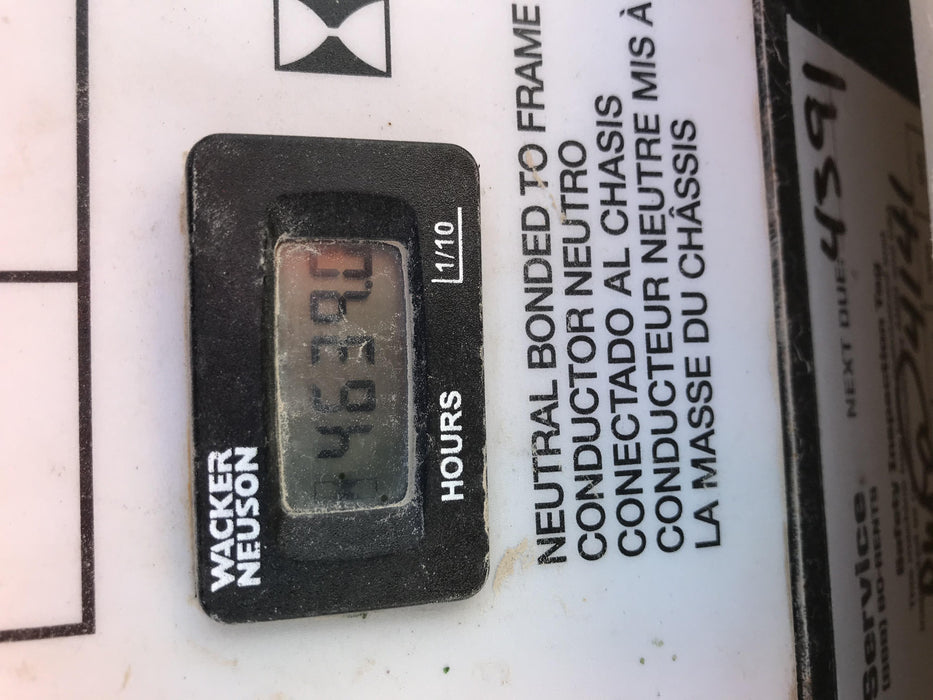 WACKER
NEUSON
4639.0
HOURS
1/10
NEUTRAL BONDED TO FRAME
CONDUCTOR NEUTRO
CONECTADO AL CHASIS
CONDUCTEUR NEUTRE MIS À
LA MASSE DU CHÂSSIS
NEXT DUE:
4391
Service